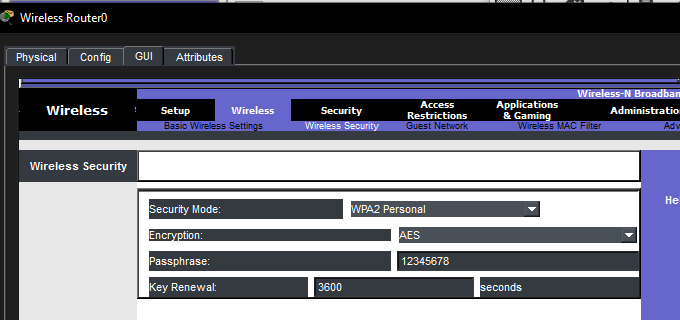 Wireless Router0
Physical Config GUI Attributes
Wireless-N Broadban
Wireless Setup Wireless Security Access Restrictions Applications & Gaming Administration
Basic Wireless Settings Wireless Security Guest Network Wireless MAC Filter Adv
Wireless Security
He
Security Mode: WPA2 Personal
Encryption: AES
Passphrase: 12345678
Key Renewal: 3600 seconds